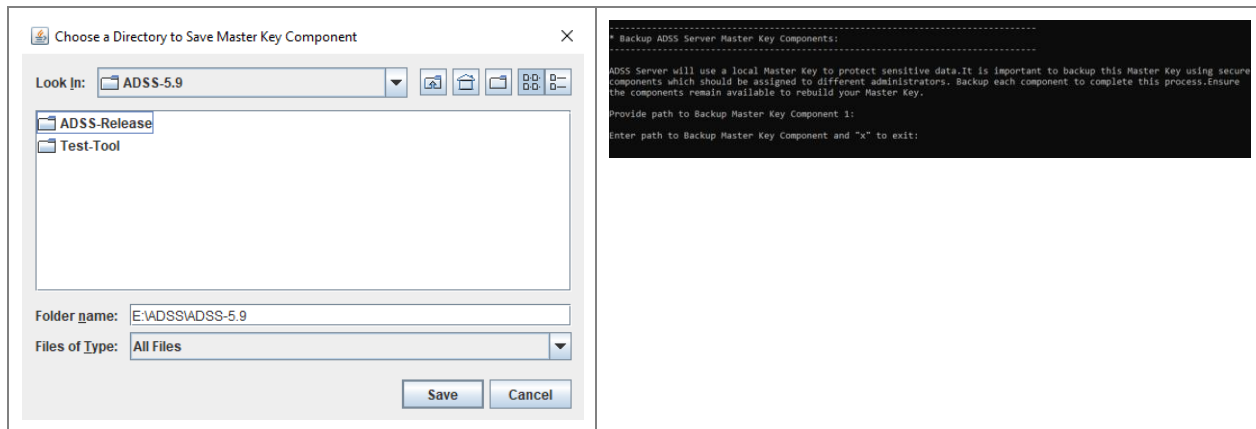 Choose a Directory to Save Master Key Component
Look In: ADSS-5.9
ADSS-Release
Test-Tool
Folder name: E:\ADSS\ADSS-5.9
Files of Type: All Files
Save Cancel
* Backup ADSS Server Master Key Components:
ADSS Server will use a local Master Key to protect sensitive data.It is important to backup this Master Key using secure
components which should be assigned to different administrators. Backup each component to complete this process.Ensure
the components remain available to rebuild your Master Key.
Provide path to Backup Master Key Component 1:
Enter path to Backup Master Key Component and "x" to exit: